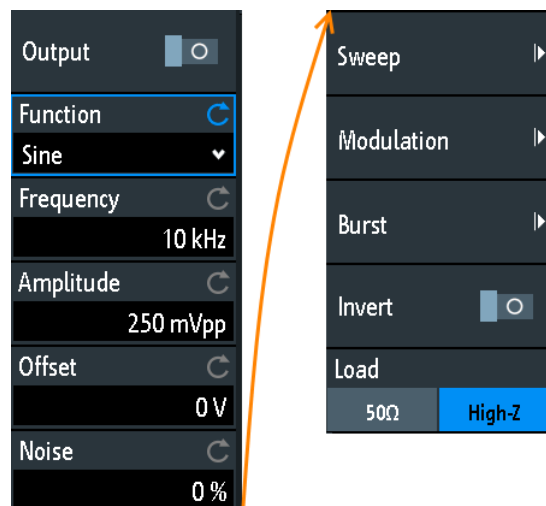 Output
Function
Sine
Frequency
10 kHz
Amplitude
250 mVpp
Offset
0 V
Noise
0 %
Sweep
Modulation
Burst
Invert
Load
50Ω High-Z